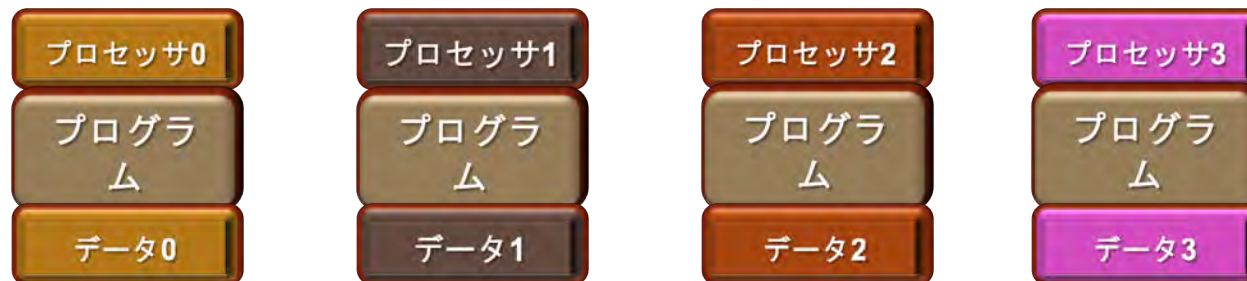 プロセッサ0
プログラ
ム
データ0
プロセッサ1
プログラ
ム
データ1
プロセッサ2
プログラ
ム
データ2
プロセッサ3
プログラ
ム
データ3